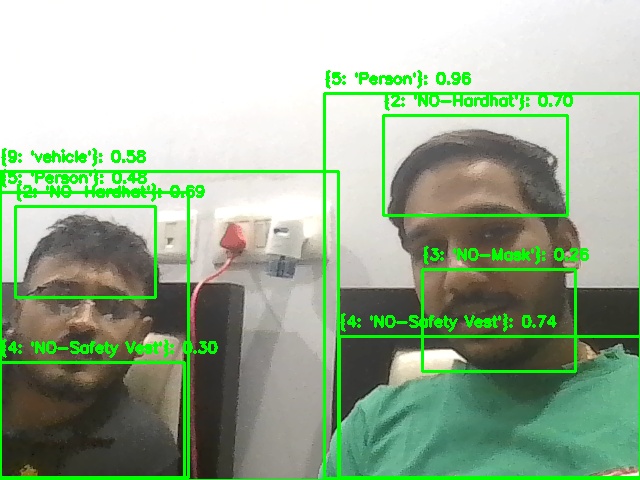 {5: 'Person'}: 0.96
{2: 'NO-Hardhat'}: 0.70
{9: 'vehicle'}: 0.58
{5: 'Person'}: 0.48
{2: 'NO-Hardhat'}: 0.69
{3: 'NO-Mask'}: 0.26
{4: 'NO-Safety Vest'}: 0.74
{4: 'NO-Safety Vest'}: 0.30